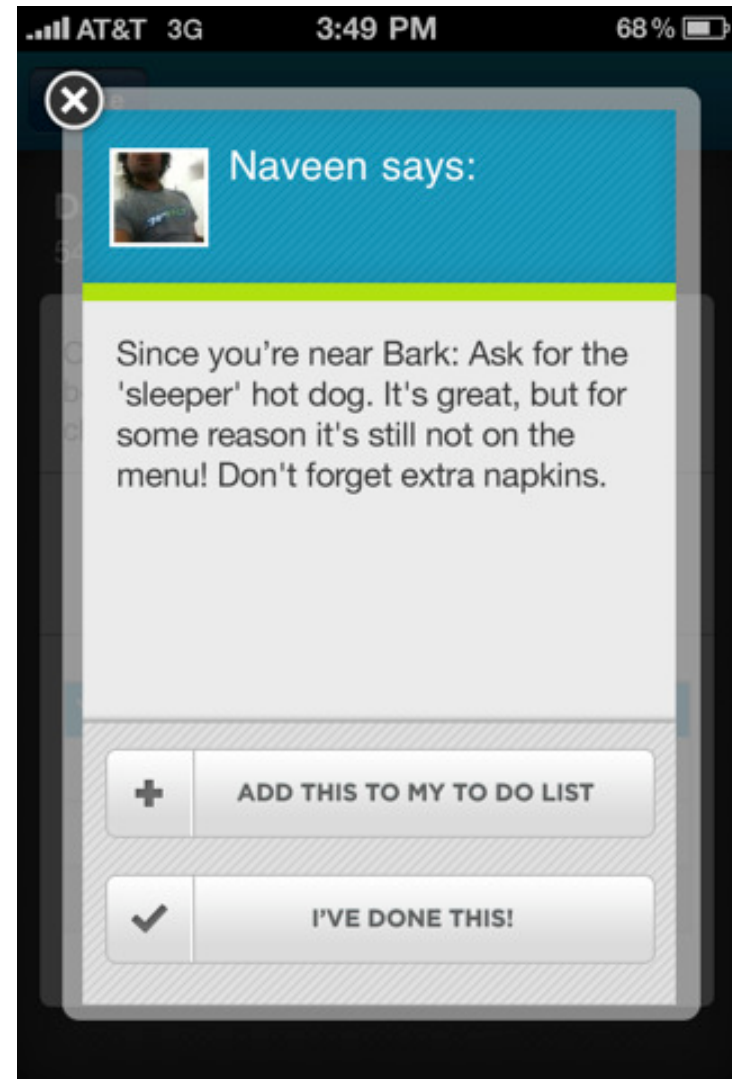 AT&T 3G 3:49 PM 68%
Naveen says:
Since you're near Bark: Ask for the
'sleeper' hot dog. It's great, but for
some reason it's still not on the
menu! Don't forget extra napkins.
ADD THIS TO MY TO DO LIST
I'VE DONE THIS!